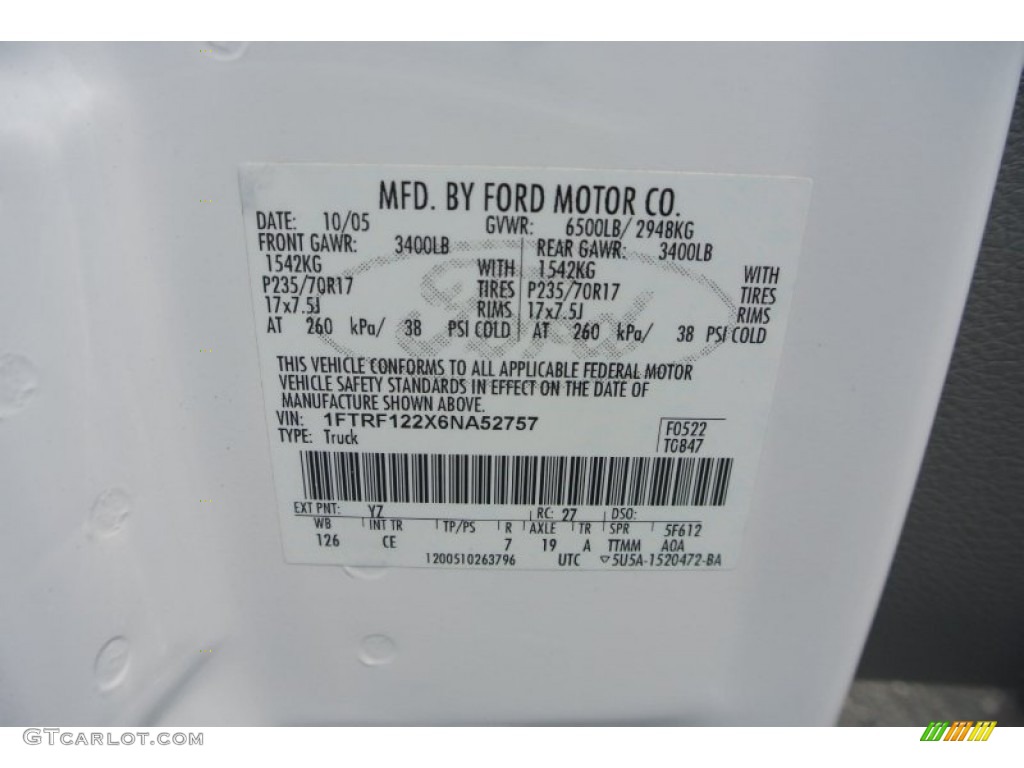 MFD. BY FORD MOTOR CO.
DATE: 10/05 GVWR: 6500LB/ 2948KG
FRONT GAWR: 3400LB REAR GAWR: 3400LB
1542KG WITH 1542KG WITH
P235/70R17 TIRES P235/70R17 TIRES
17x7.5J RIMS 17x7.5J RIMS
AT 260 kPa/ 38 PSI COLD AT 260 kPa/ 38 PSI COLD
Ford
THIS VEHICLE CONFORMS TO ALL APPLICABLE FEDERAL MOTOR
VEHICLE SAFETY STANDARDS IN EFFECT ON THE DATE OF
MANUFACTURE SHOWN ABOVE.
VIN: 1FTRF122X6NA52757 F0522
TYPE: Truck T0847
EXT PNT: YZ RC: 27 DSO:
WB INT TR TP/PS R AXLE TR SPR 5F612
126 CE 7 19 A TTMM AOA
1200510263796 UTC 5U5A-1520472-BA
GTCarlot.com